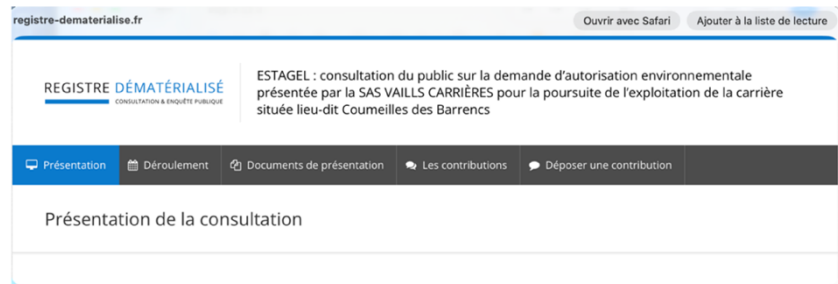 registre-dematerialise.fr
Ouvrir avec Safari
Ajouter à la liste de lecture
REGISTRE DÉMATÉRIALISÉ
CONSULTATION & ENQUÊTE PUBLIQUE
ESTAGEL : consultation du public sur la demande d'autorisation environnementale
présentée par la SAS VAILLS CARRIÈRES pour la poursuite de l'exploitation de la carrière
située lieu-dit Coumeilles des Barrencs
Présentation
Déroulement
Documents de présentation
Les contributions
Déposer une contribution
Présentation de la consultation